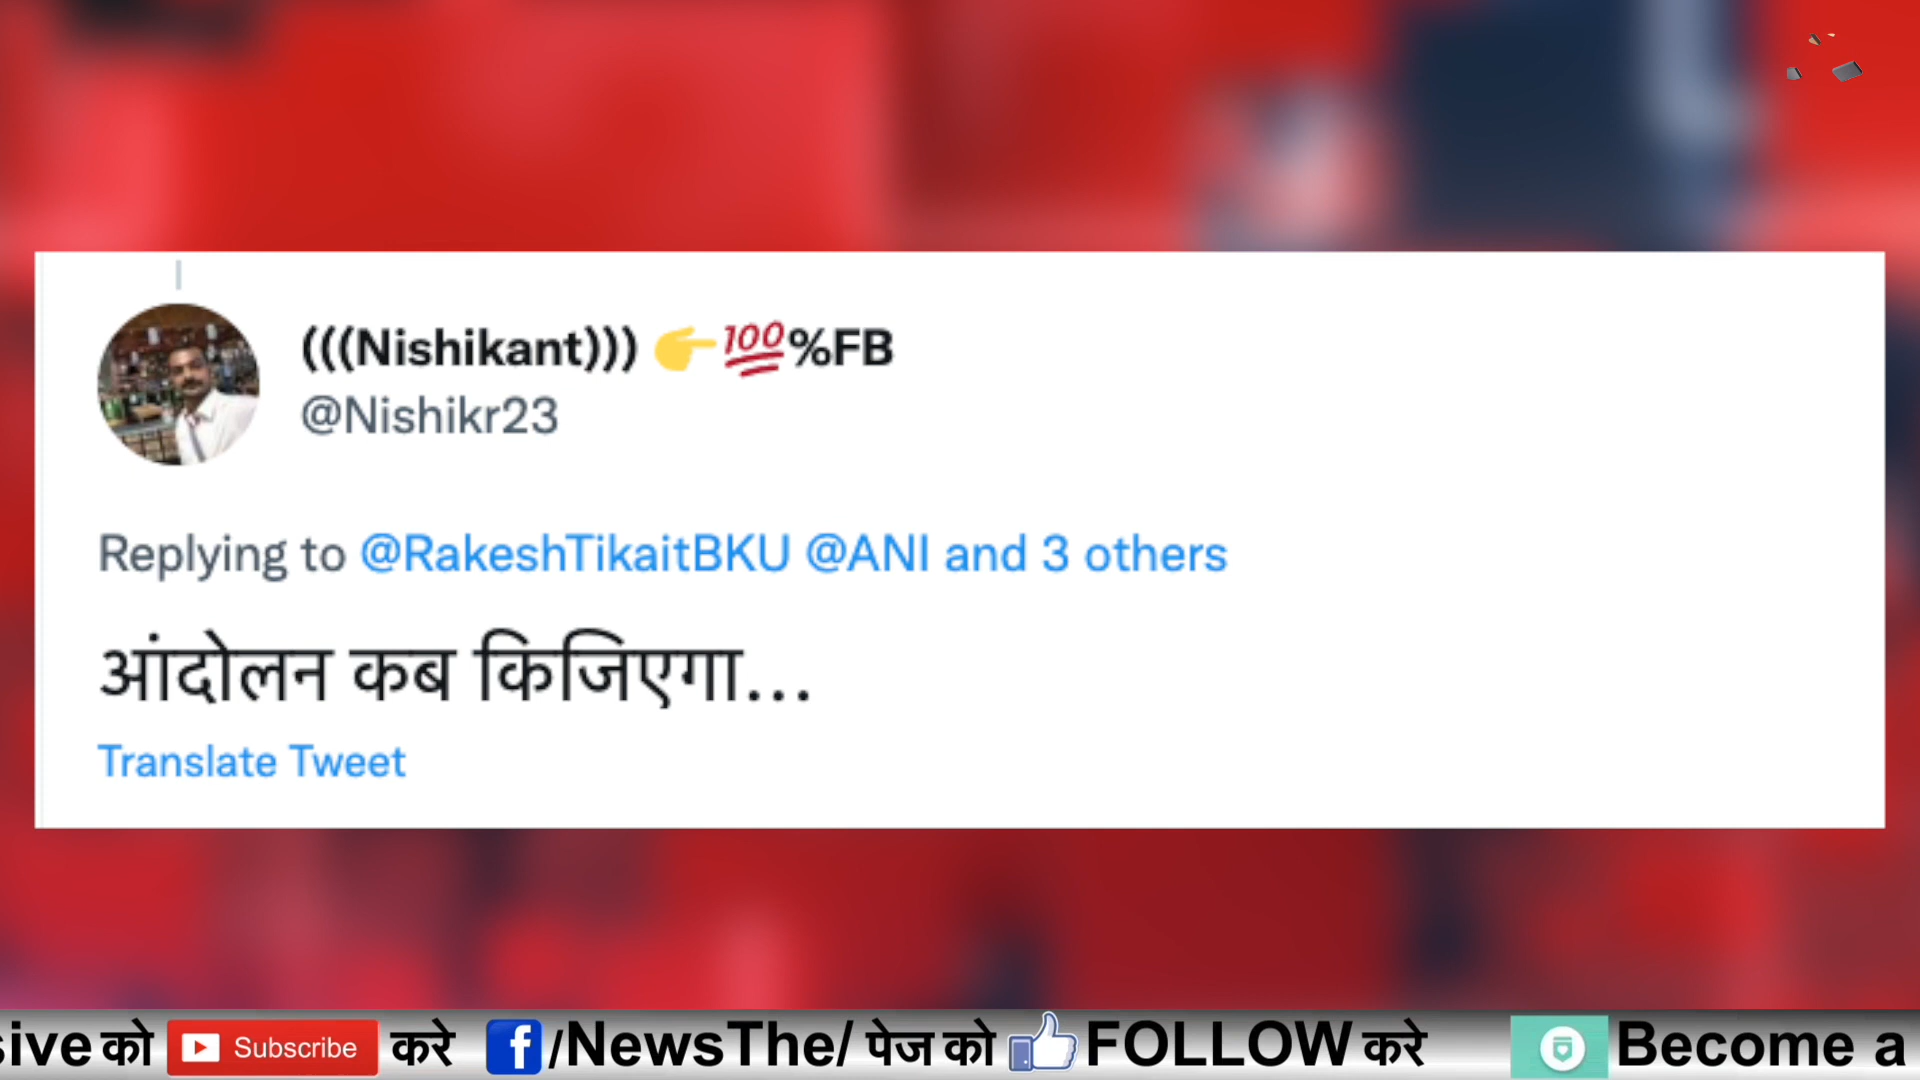 (((Nishikant))) 👉💯%FB
@Nishikr23
Replying to @RakeshTikaitBKU @ANI and 3 others
आंदोलन कब किजिएगा...
Translate Tweet
sive को Subscribe करे f/NewsThe/ पेज को FOLLOW करे Become a